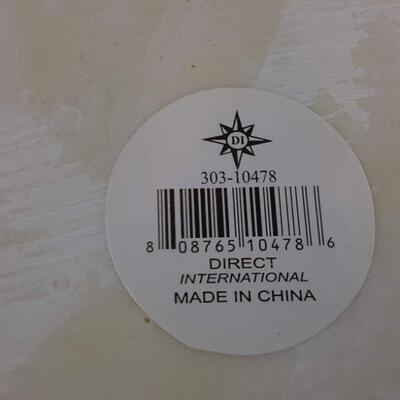 DI
303-10478
8 08765 10478 6
DIRECT
INTERNATIONAL
MADE IN CHINA